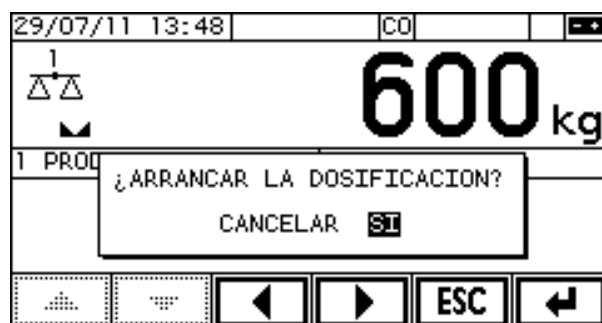 29/07/11 13:48 CO
1
600 kg
1 PROD
¿ARRANCAR LA DOSIFICACION?
CANCELAR SI
ESC